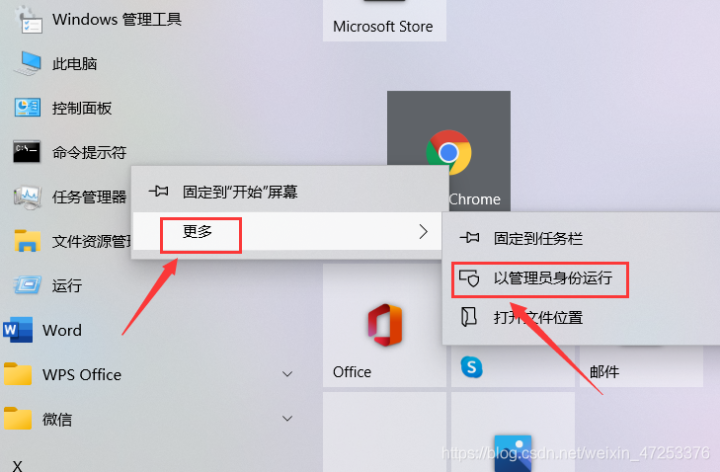 Windows 管理工具
Microsoft Store
此电脑
控制面板
命令提示符
任务管理器
固定到“开始”屏幕
Chrome
更多
固定到任务栏
文件资源管
以管理员身份运行
运行
打开文件位置
Word
Office
邮件
WPS Office
微信
https://blog.csdn.net/weixin_47253376
X